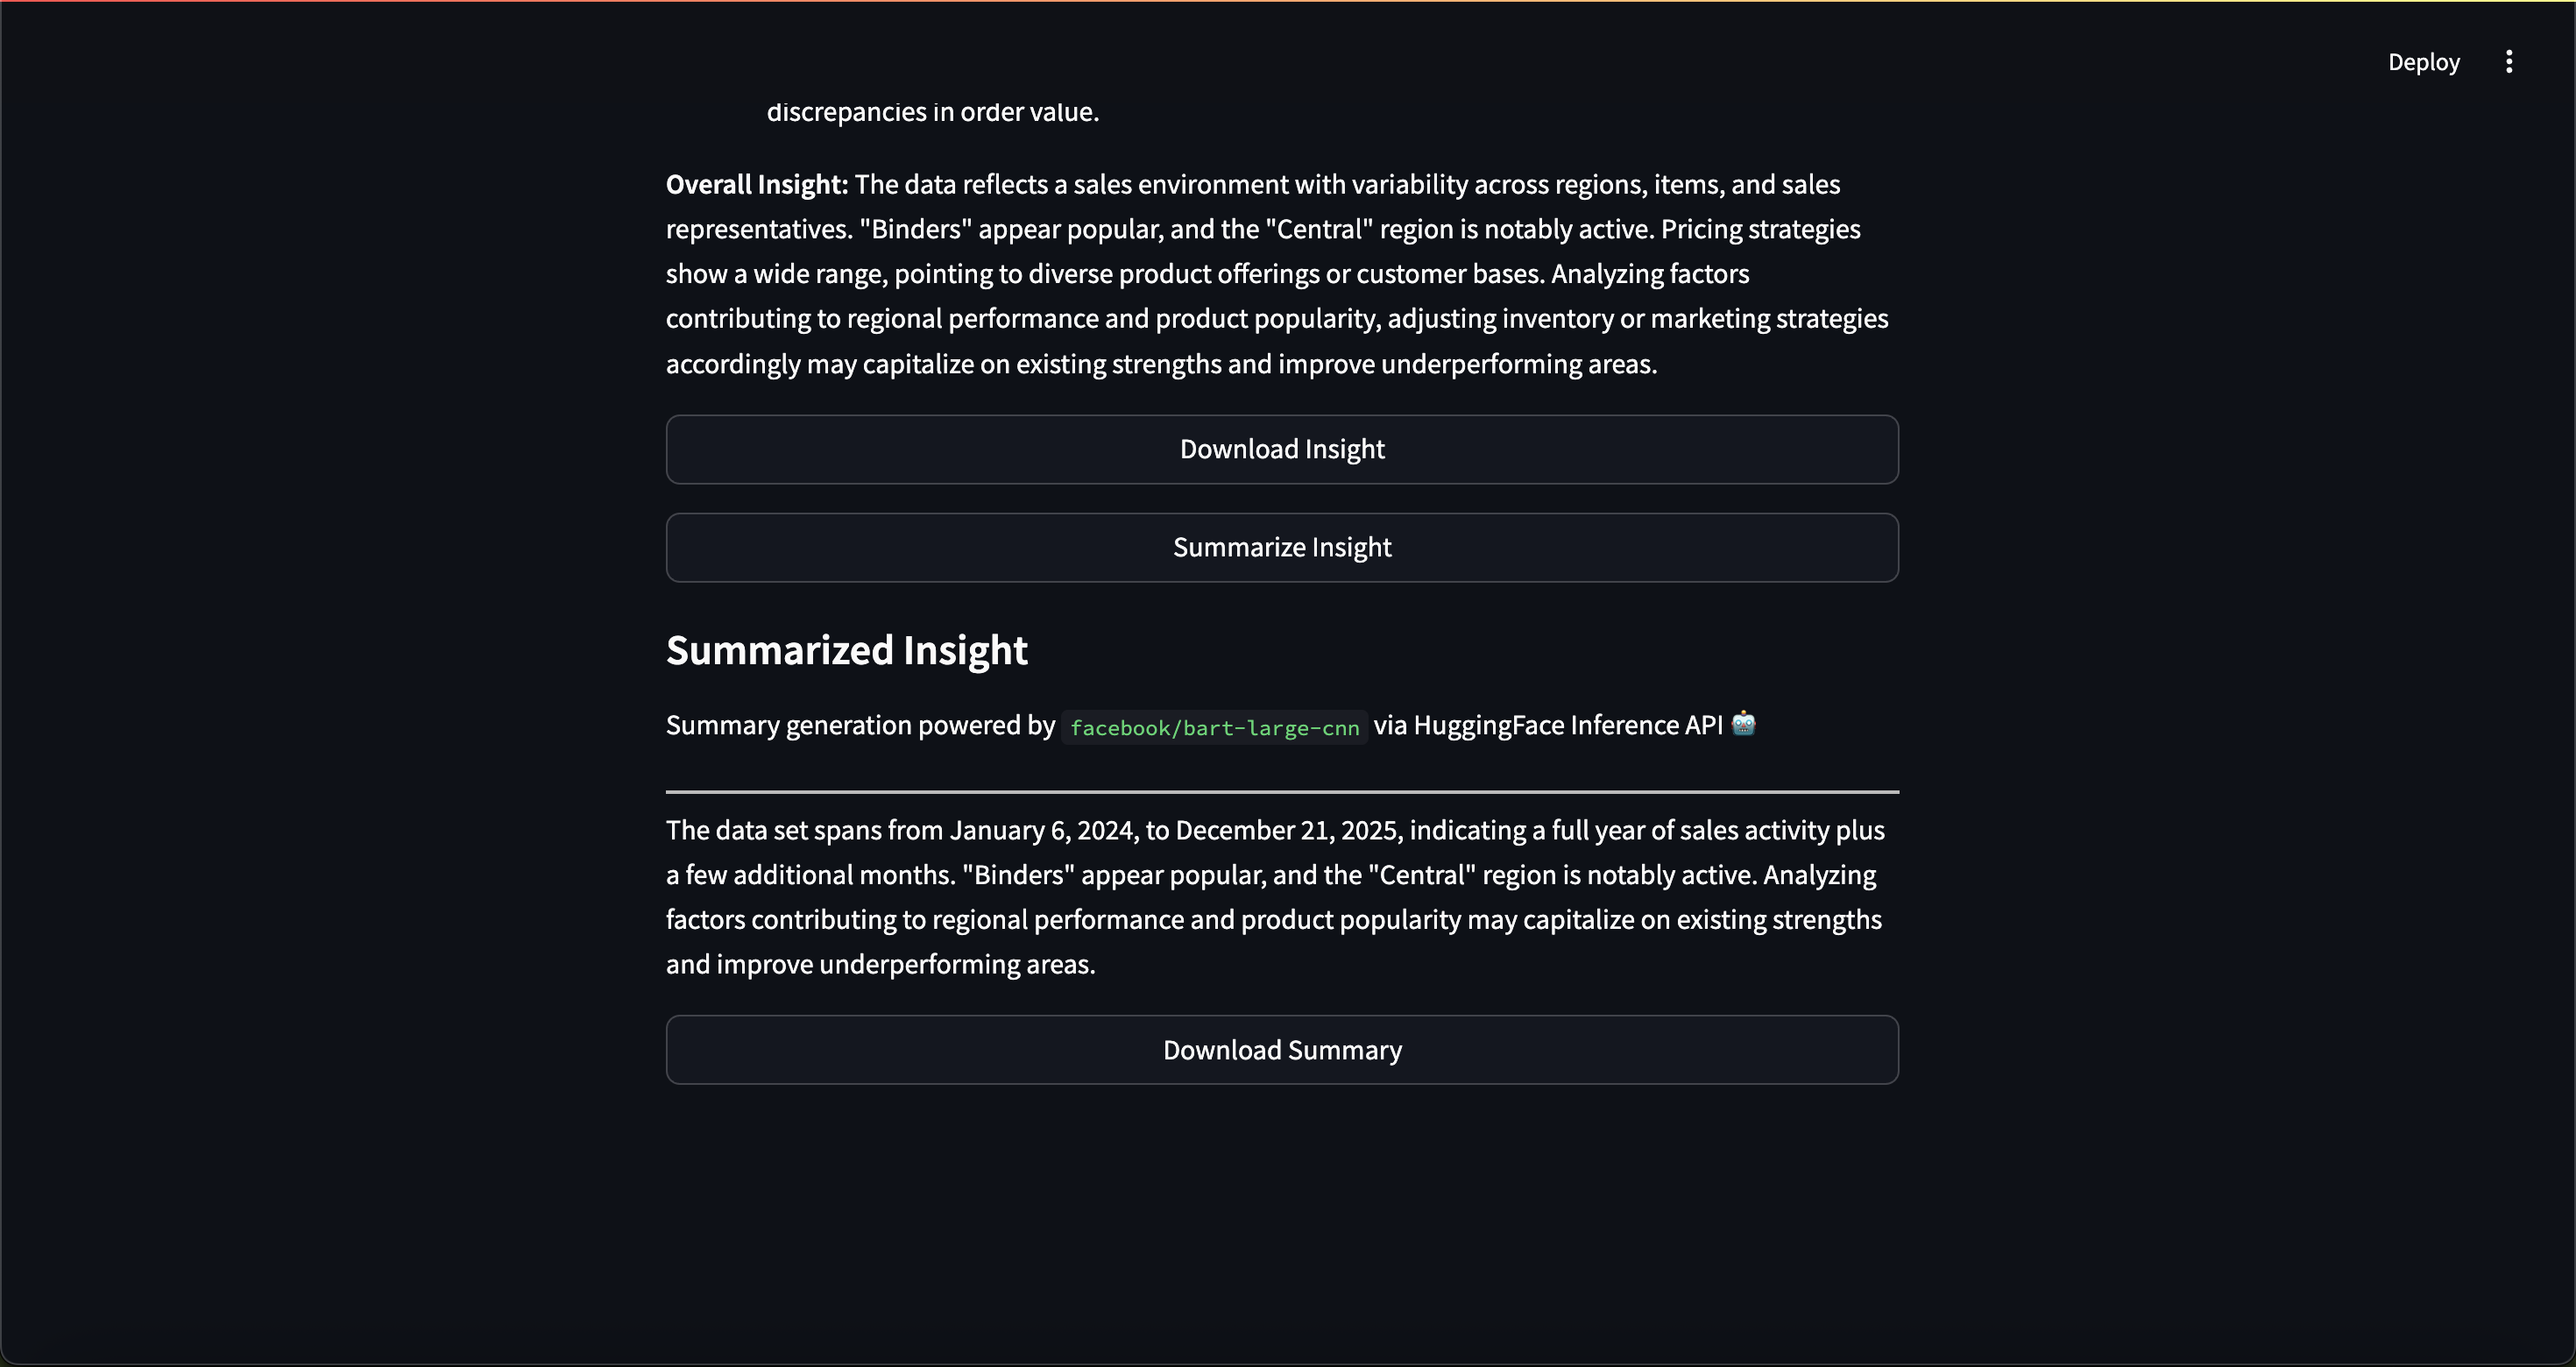 Deploy
discrepancies in order value.
Overall Insight: The data reflects a sales environment with variability across regions, items, and sales
representatives. "Binders" appear popular, and the "Central" region is notably active. Pricing strategies
show a wide range, pointing to diverse product offerings or customer bases. Analyzing factors
contributing to regional performance and product popularity, adjusting inventory or marketing strategies
accordingly may capitalize on existing strengths and improve underperforming areas.
Download Insight
Summarize Insight
Summarized Insight
Summary generation powered by facebook/bart-large-cnn via HuggingFace Inference API 🤖
The data set spans from January 6, 2024, to December 21, 2025, indicating a full year of sales activity plus
a few additional months. "Binders" appear popular, and the "Central" region is notably active. Analyzing
factors contributing to regional performance and product popularity may capitalize on existing strengths
and improve underperforming areas.
Download Summary